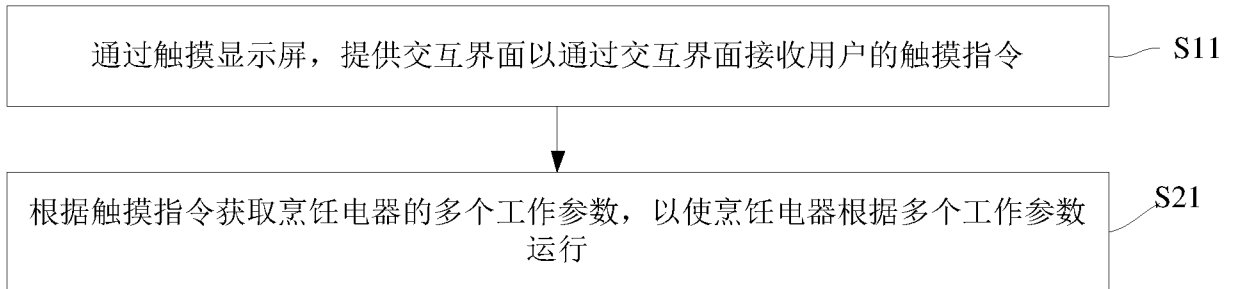 通过触摸显示屏，提供交互界面以通过交互界面接收用户的触摸指令
S11
根据触摸指令获取烹饪电器的多个工作参数，以使烹饪电器根据多个工作参数
运行
S21